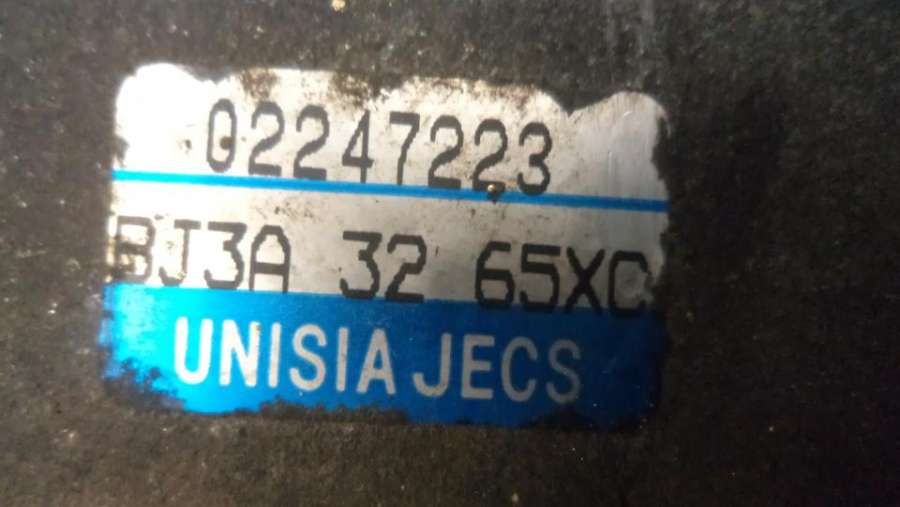 02247223
BJ3A 32 65XC
UNISIA JECS